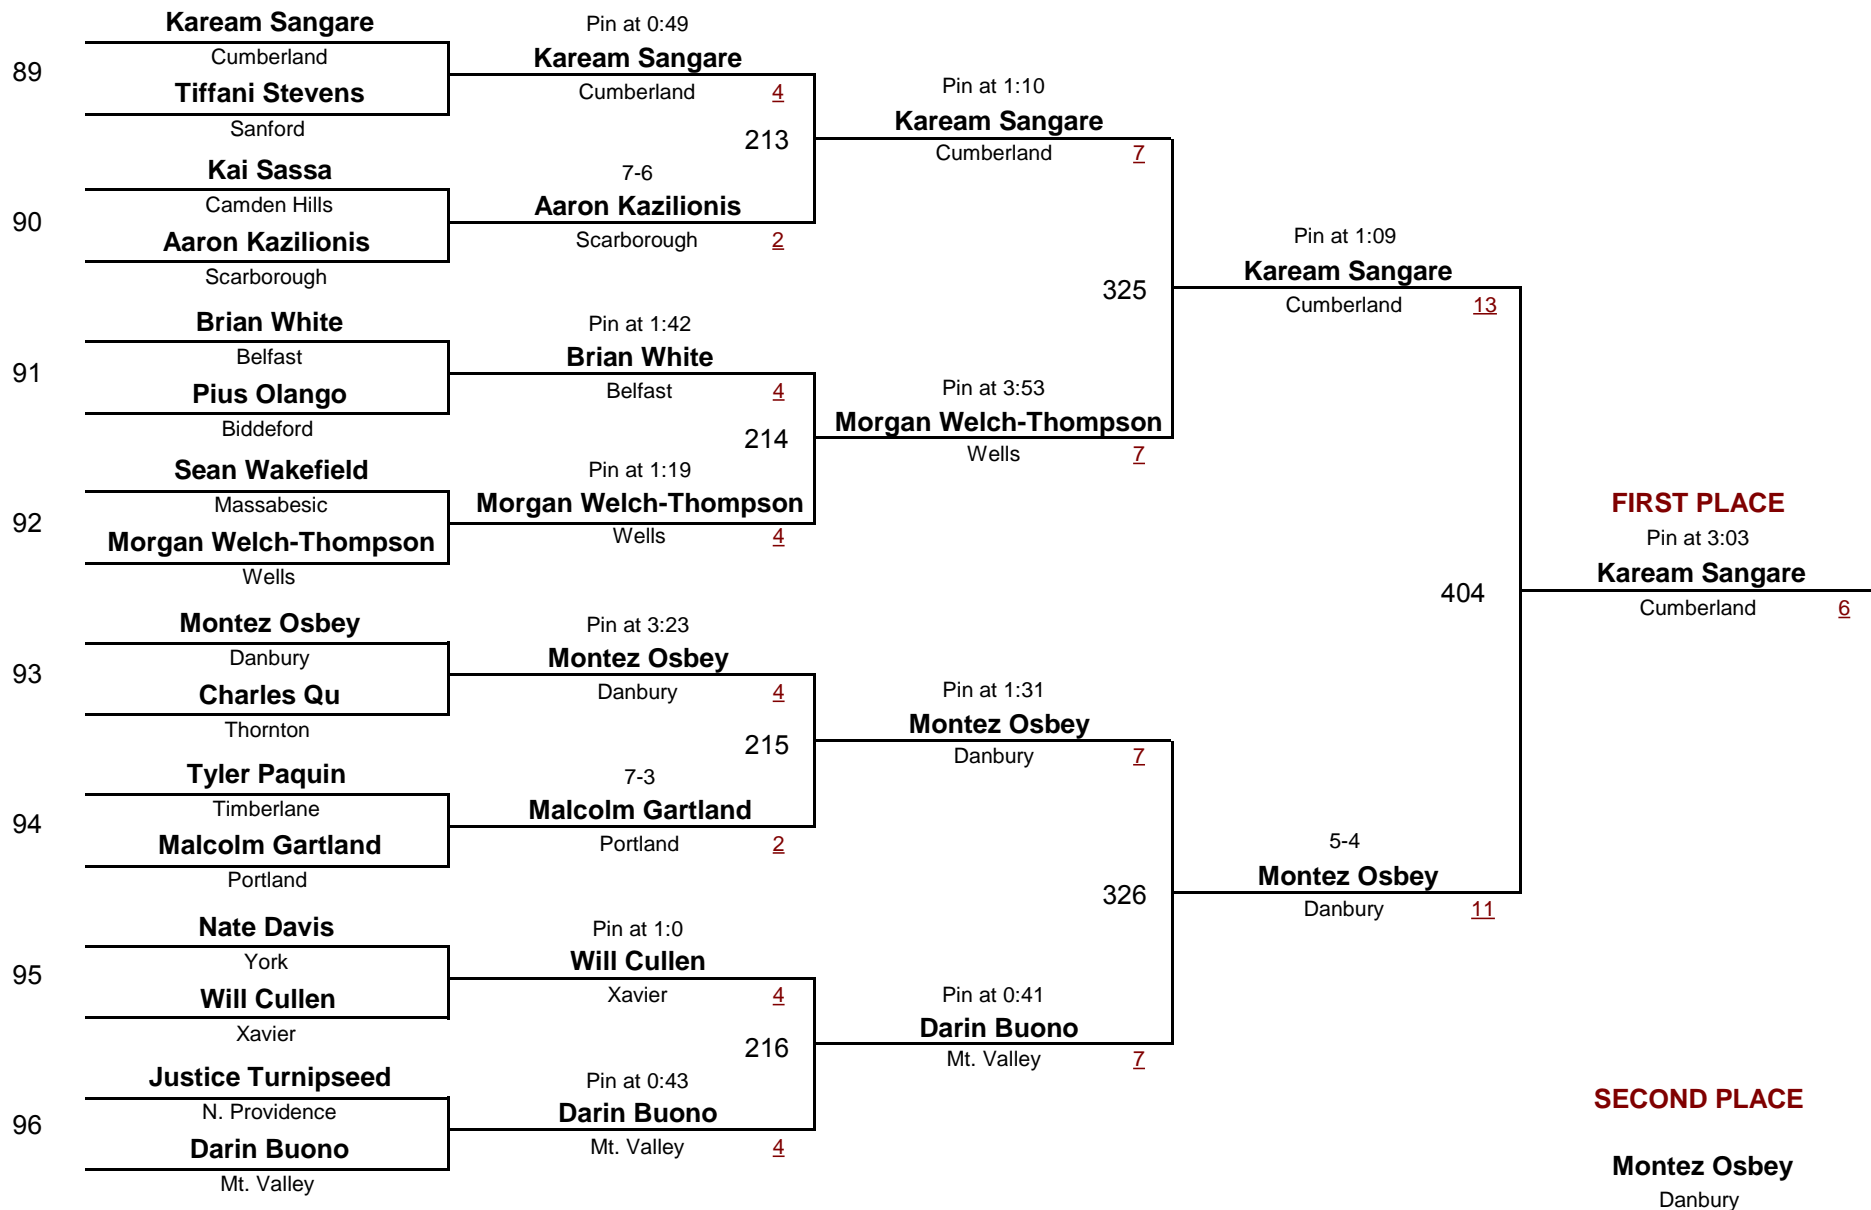 89
Kaream Sangare
Cumberland
Tiffani Stevens
Sanford
90
Kai Sassa
Camden Hills
Aaron Kazilionis
Scarborough
91
Brian White
Belfast
Pius Olango
Biddeford
92
Sean Wakefield
Massabesic
Morgan Welch-Thompson
Wells
93
Montez Osbey
Danbury
Charles Qu
Thornton
94
Tyler Paquin
Timberlane
Malcolm Gartland
Portland
95
Nate Davis
York
Will Cullen
Xavier
96
Justice Turnipseed
N. Providence
Darin Buono
Mt. Valley
Pin at 0:49
Kaream Sangare
Cumberland 4
213
7-6
Aaron Kazilionis
Scarborough 2
Pin at 1:42
Brian White
Belfast 4
214
Pin at 1:19
Morgan Welch-Thompson
Wells 4
Pin at 3:23
Montez Osbey
Danbury 4
215
7-3
Malcolm Gartland
Portland 2
Pin at 1:0
Will Cullen
Xavier 4
216
Pin at 0:43
Darin Buono
Mt. Valley 4
Pin at 1:10
Kaream Sangare
Cumberland 7
325
Pin at 3:53
Morgan Welch-Thompson
Wells 7
Pin at 1:31
Montez Osbey
Danbury 7
326
Pin at 0:41
Darin Buono
Mt. Valley 7
Pin at 1:09
Kaream Sangare
Cumberland 13
404
5-4
Montez Osbey
Danbury 11
FIRST PLACE
Pin at 3:03
Kaream Sangare
Cumberland 6
SECOND PLACE
Montez Osbey
Danbury